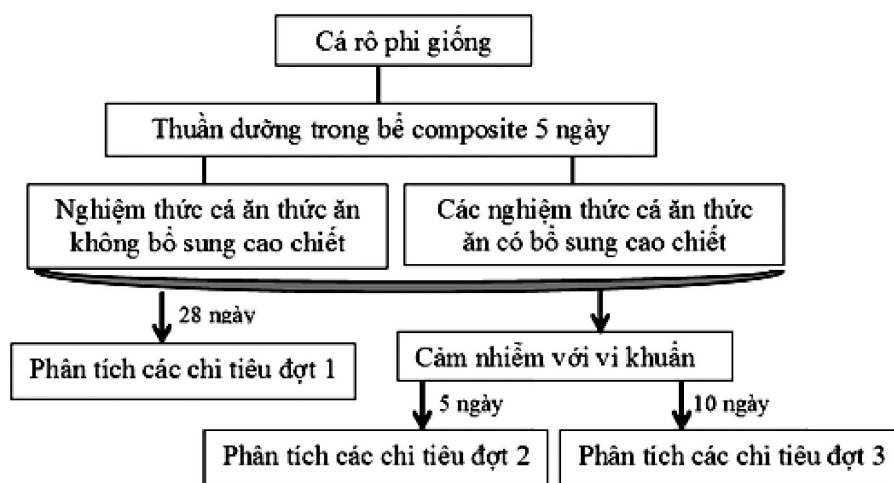 Cá rô phi giống
Thuần dưỡng trong bể composite 5 ngày
Nghiệm thức cá ăn thức ăn
không bổ sung cao chiết
Các nghiệm thức cá ăn thức
ăn có bổ sung cao chiết
28 ngày
Phân tích các chi tiêu đợt 1
Cảm nhiễm với vi khuẩn
5 ngày
10 ngày
Phân tích các chi tiêu đợt 2
Phân tích các chi tiêu đợt 3